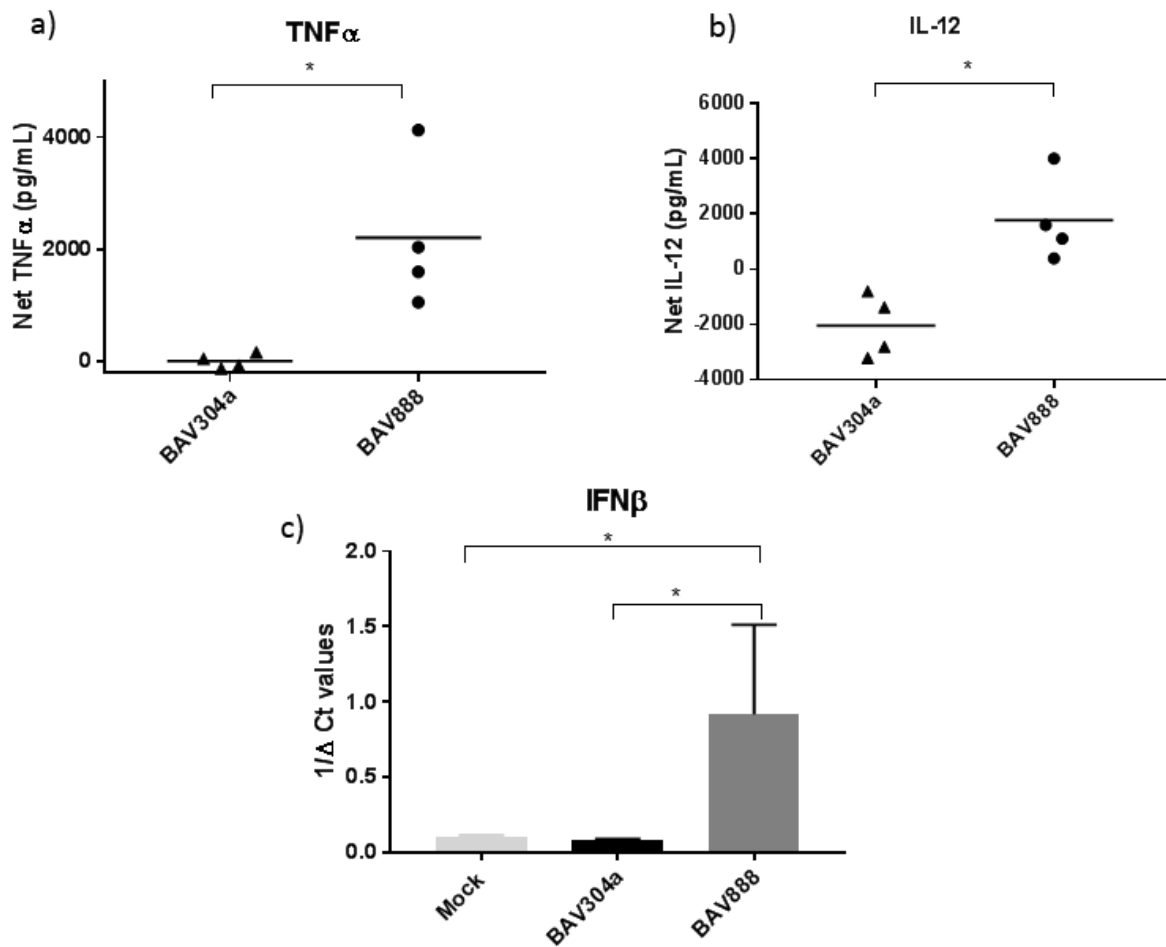 a)
TNFα
*
Net TNFα (pg/mL)
4000
2000
0
BAV304a
BAV888
b)
IL-12
*
Net IL-12 (pg/mL)
6000
4000
2000
0
-2000
-4000
BAV304a
BAV888
c)
IFNβ
*
*
1/Δ Ct values
2.0
1.5
1.0
0.5
0.0
Mock
BAV304a
BAV888